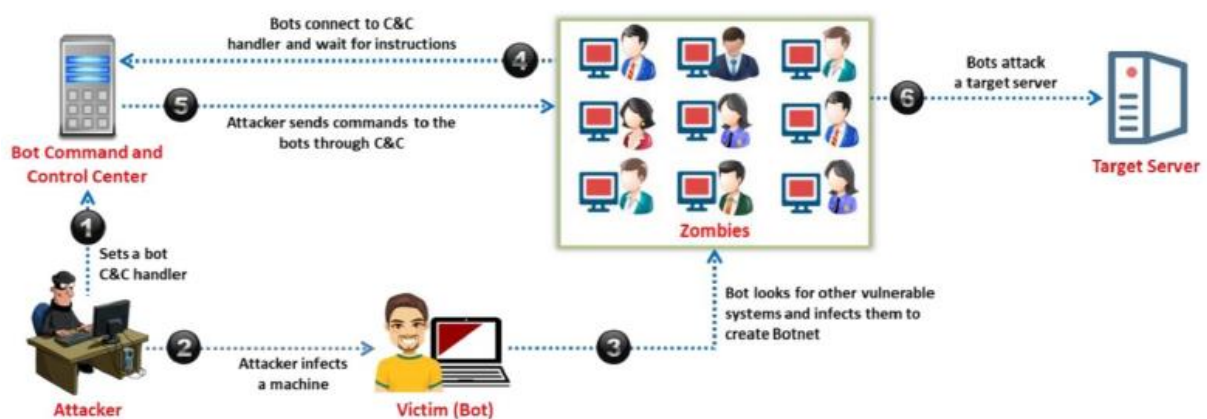 Bots connect to C&C
handler and wait for instructions
4
5
Attacker sends commands to the
bots through C&C
Bot Command and
Control Center
1
Sets a bot
C&C handler
Attacker
2
Attacker infects
a machine
Victim (Bot)
3
Bot looks for other vulnerable
systems and infects them to
create Botnet
Zombies
6
Bots attack
a target server
Target Server